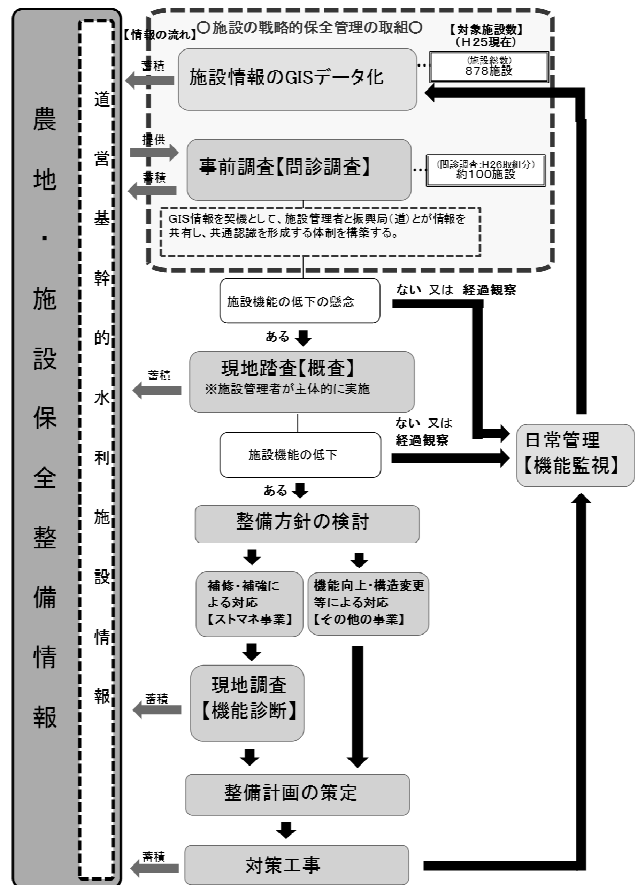 農地・施設保全整備情報
道営基幹的水利施設情報
【情報の流れ】
〇施設の戦略的保全管理の取組〇
【対象施設数】
(H25現在)
蓄積
施設情報のGISデータ化
(施設総数)
878施設
提供
蓄積
事前調査【問診調査】
(問診調査:H26取組分)
約100施設
GIS情報を契機として、施設管理者と振興局(道)とが情報を
共有し、共通認識を形成する体制を構築する。
施設機能の低下の懸念
ない 又は 経過観察
ある
蓄積
現地踏査【概査】
※施設管理者が主体的に実施
ない 又は
経過観察
施設機能の低下
日常管理
【機能監視】
ある
整備方針の検討
補修・補強に
よる対応
【ストマネ事業】
機能向上・構造変更
等による対応
【その他の事業】
蓄積
現地調査
【機能診断】
整備計画の策定
蓄積
対策工事